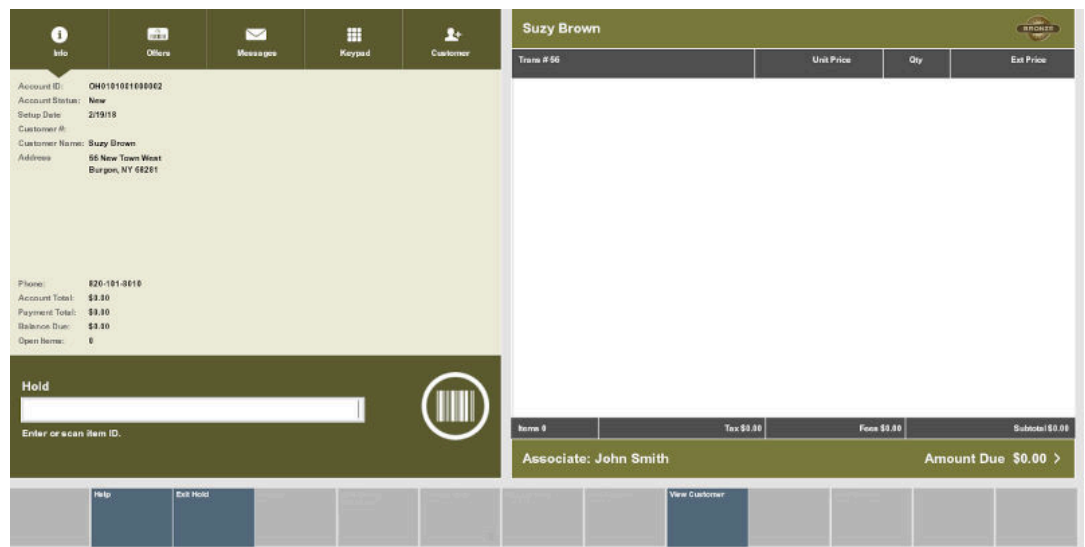 Info Offers Messages Keypad Customer
Account ID: OH0101001000002
Account Status: New
Setup Date 2/19/18
Customer #:
Customer Name: Suzy Brown
Address 55 New Town West
Burgon, NY 68201
Phone: 820-101-8010
Account Total: $0.00
Payment Total: $0.00
Balance Due: $0.00
Open Items: 0
Hold
Enter or scan item ID.
Suzy Brown BRONZE
Trans # 56 Unit Price Qty Ext Price
Items 0 Tax $0.00 Fees $0.00 Subtotal $0.00
Associate: John Smith Amount Due $0.00 >
Help Exit Hold View Customer